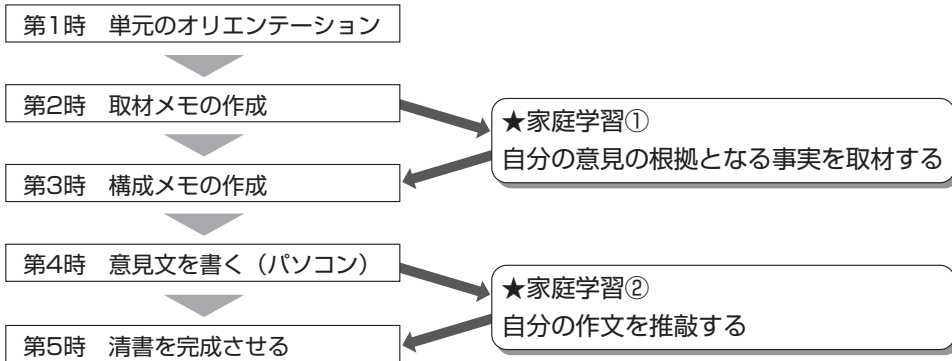 第1時　単元のオリエンテーション
第2時　取材メモの作成
★家庭学習①
自分の意見の根拠となる事実を取材する
第3時　構成メモの作成
第4時　意見文を書く（パソコン）
★家庭学習②
自分の作文を推敲する
第5時　清書を完成させる